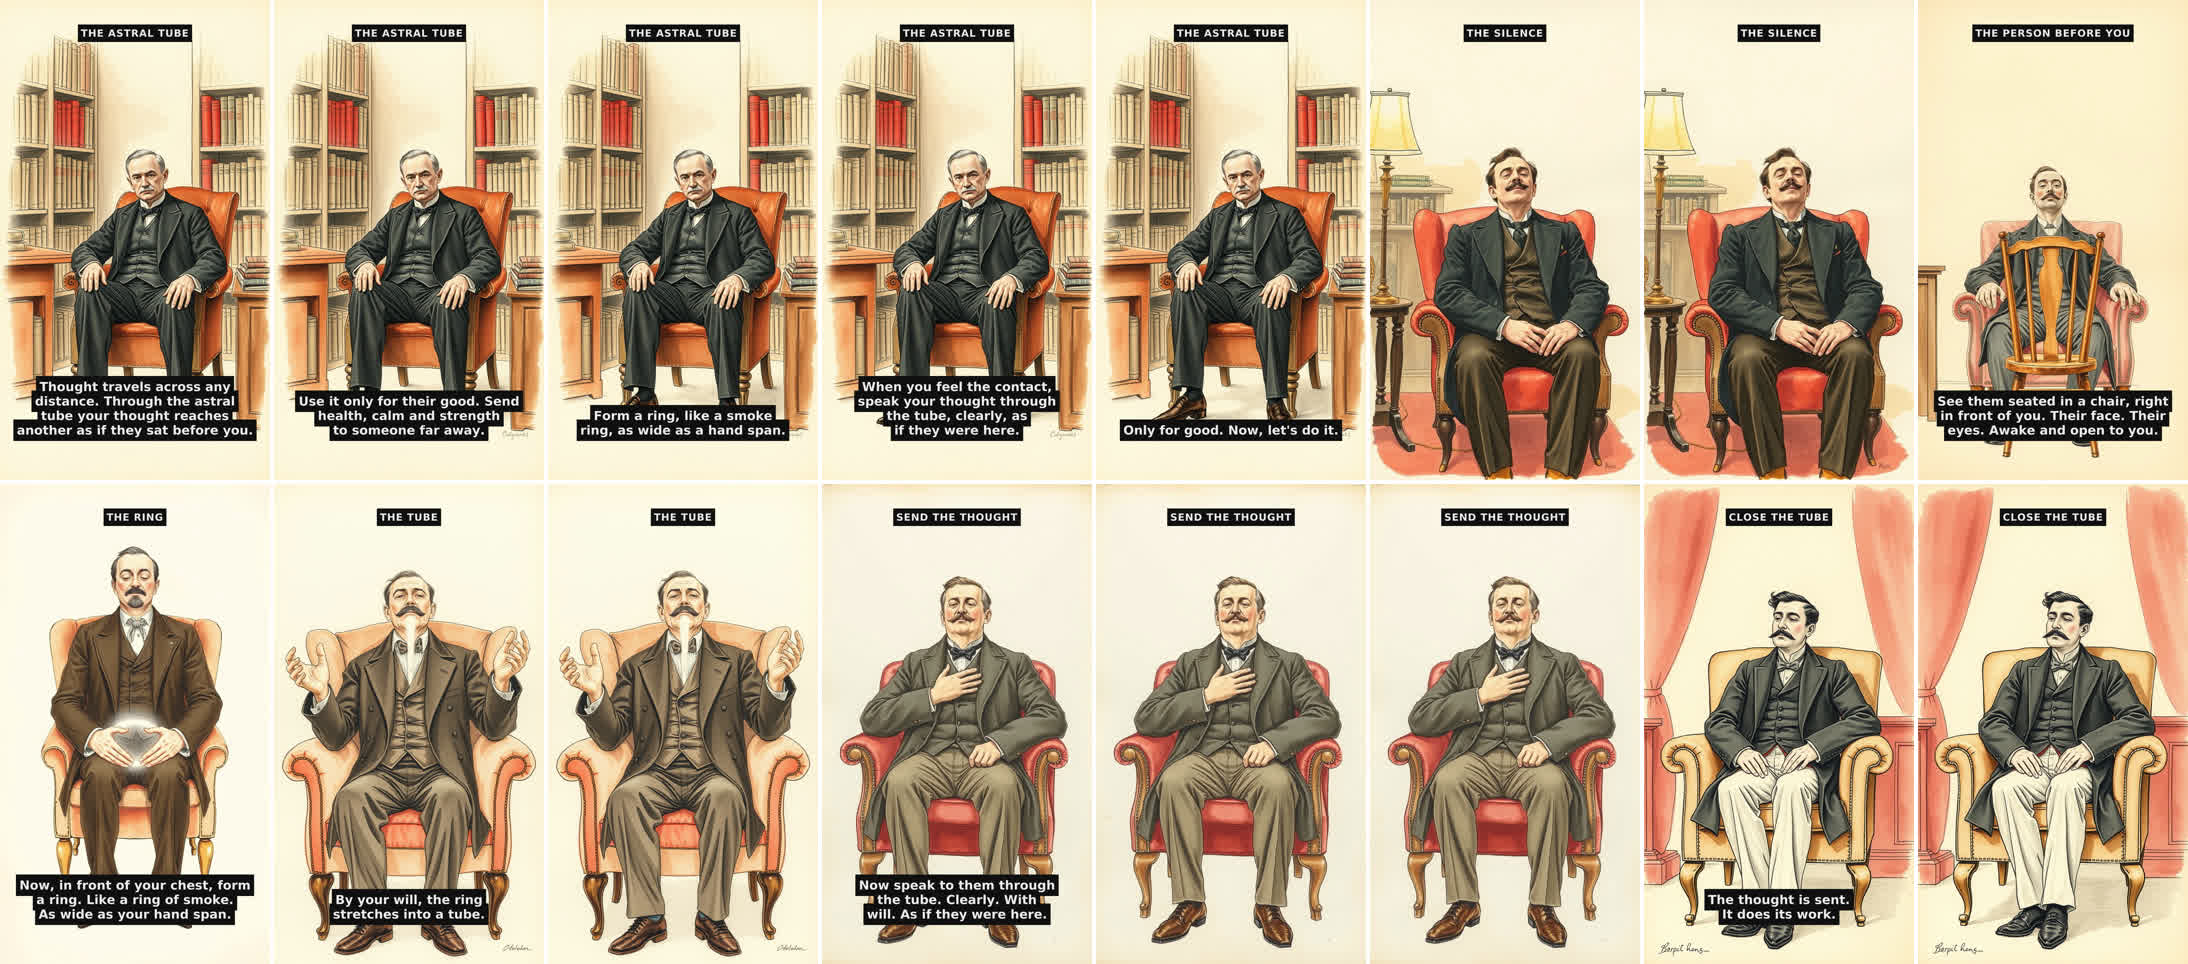 THE ASTRAL TUBE
Thought travels across any
distance. Through the astral
tube your thought reaches
another as if they sat before you.
THE ASTRAL TUBE
Use it only for their good. Send
health, calm and strength
to someone far away.
THE ASTRAL TUBE
Form a ring, like a smoke
ring, as wide as a hand span.
THE ASTRAL TUBE
When you feel the contact,
speak your thought through
the tube, clearly, as
if they were here.
THE ASTRAL TUBE
Only for good. Now, let's do it.
THE SILENCE
THE SILENCE
THE PERSON BEFORE YOU
See them seated in a chair, right
in front of you. Their face. Their
eyes. Awake and open to you.
THE RING
Now, in front of your chest, form
a ring. Like a ring of smoke.
As wide as your hand span.
THE TUBE
By your will, the ring
stretches into a tube.
THE TUBE
SEND THE THOUGHT
Now speak to them through
the tube. Clearly. With
will. As if they were here.
SEND THE THOUGHT
SEND THE THOUGHT
CLOSE THE TUBE
The thought is sent.
It does its work.
CLOSE THE TUBE